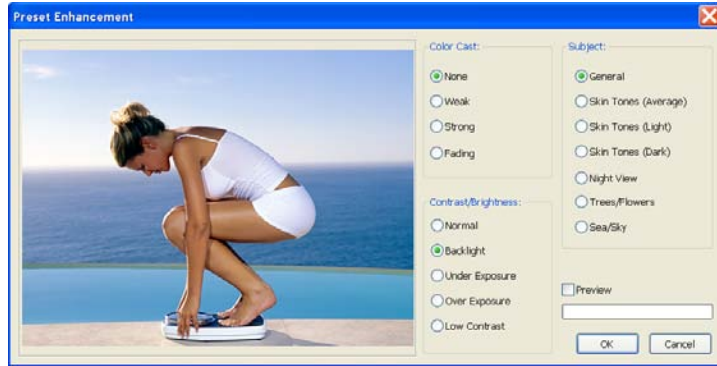 Preset Enhancement
Color Cast:
None
Weak
Strong
Fading
Contrast/Brightness:
Normal
Backlight
Under Exposure
Over Exposure
Low Contrast
Subject:
General
Skin Tones (Average)
Skin Tones (Light)
Skin Tones (Dark)
Night View
Trees/Flowers
Sea/Sky
Preview
OK
Cancel